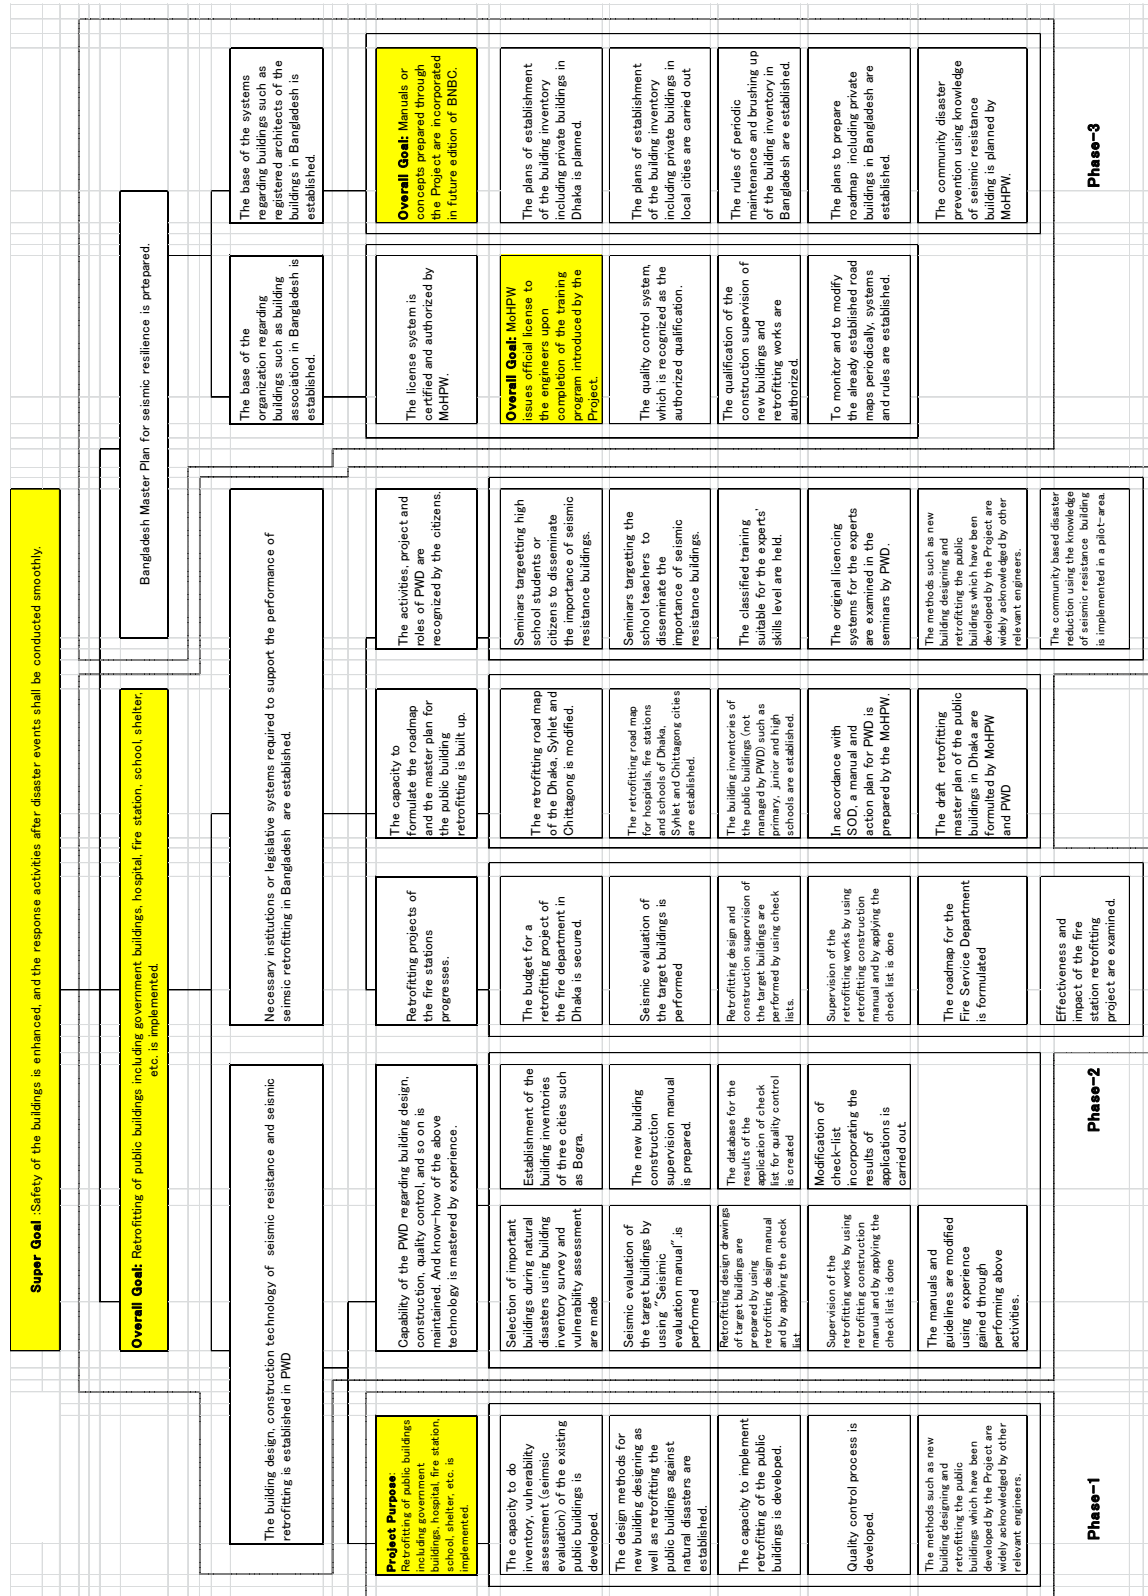 Super Goal :Safety of the buildings is enhanced, and the response activities after disaster events shall be conducted smoothly.
Overall Goal: Retrofitting of public buildings including government buildings, hospital, fire station, school, shelter,
etc. is implemented.
Bangladesh Master Plan for seismic resilience is prtepared.
The building design, construction technology of seismic resistance and seismic
retrofitting is established in PWD
Necessary institutions or legislative systems required to support the performance of
seimsic retrofitting in Bangladesh are established.
The base of the
organization regarding
buildings such as building
association in Bangladesh is
established.
The base of the systems
regarding buildings such as
registered architects of the
buildings in Bangladesh is
established.
Project Purpose:
Retrofitting of public buildings
including government
buildings, hospital, fire station,
school, shelter, etc. is
implemented.
Capability of the PWD regarding building design,
construction, quality control, and so on is
maintained. And know-how of the above
technology is mastered by experience.
Retrofitting projects of
the fire stations
progresses.
The capacity to
formulate the roadmap
and the master plan for
the public building
retrofitting is built up.
The activities, project and
roles of PWD are
recognized by the citizens.
The license system is
certified and authorized by
MoHPW.
Overall Goal: Manuals or
concepts prepared through
the Project are incorporated
in future edition of BNBC.
The capacity to do
inventory, vulnerability
assessment (seimsic
evaluation) of the existing
public buildings is
developed.
Selection of important
buildings during natural
disasters using building
inventory survey and
vulnerability assessment
are made
Establishment of the
building inventories
of three cities such
as Bogra.
The budget for a
retrofitting project of
the fire department in
Dhaka is secured.
The retrofitting road map
of the Dhaka, Syhlet and
Chittagong is modified.
Seminars targeetting high
school students or
citizens to disseminate
the importance of seismic
resistance buildings.
Overall Goal: MoHPW
issues official license to
the engineers upon
completion of the training
program introduced by the
Project.
The plans of establishment
of the building inventory
including private buildings in
Dhaka is planned.
The design methods for
new building designing as
well as retrofitting the
public buildings against
natural disasters are
established.
Seismic evaluation of
the target buildings by
ussing "Seisimic
evaluation manual".is
performed
The new building
construction
supervision manual
is prepared.
Seismic evaluation of
the target buildings is
performed
The retrofitting road map
for hospitals, fire stations
and schools of Dhaka,
Syhlet and Chittagong cities
are established.
Seminars targetting the
school teachers to
disseminate the
importance of seismic
resistance buildings.
The quality control system,
which is recognized as the
authorized qualification.
The plans of establishment
of the building inventory
including private buildings in
local cities are carried out
The capacity to implement
retrofitting of the public
buildings is developed.
Retrofitting design drawings
of target buildings are
prepared by using
retrofitting design manual
and by applying the check
list
The database for the
results of the
application of check
list for quality control
is created
Retrofitting design and
construction supervision of
the target buildings are
performed by using check
lists.
The building inventories of
the public buildings (not
managed by PWD) such as
primary, junior and high
schools are established.
The classified training
suitable for the experts'
skills level are held.
The qualification of the
construction supervision of
new buildings and
retrofitting works are
authorized.
The rules of periodic
maintenance and brushing up
of the building inventory in
Bangladesh are established.
Quality control process is
developed.
Supervision of the
retrofitting works by using
retrofitting construction
manual and by applying the
check list is done
Modification of
check-list
incorporating the
results of
applications is
carried out.
Supervision of the
retrofitting works by using
retrofitting construction
manual and by applying the
check list is done
In accordance with
SOD, a manual and
action plan for PWD is
prepared by the MoHPW.
The original licencing
systems for the experts
are examined in the
seminars by PWD.
To monitor and to modify
the already established road
maps periodically, systems
and rules are established.
The plans to prepare
roadmap including private
buildings in Bangladesh are
established.
The methods such as new
building designing and
retrofitting the public
buildings which have been
developed by the Project are
widely acknowledged by other
relevant engineers.
The manuals and
guidelines are modified
using experience
gained through
performing above
activities.
The roadmap for the
Fire Service Department
is formulated
The draft retrofitting
master plan of the public
buildings in Dhaka are
formulted by MoHPW
and PWD
The methods such as new
building designing and
retrofitting the public
buildings which have been
developed by the Project are
widely acknowledged by other
relevant engineers.
The community disaster
prevention using knowledge
of seismic resistance
building is planned by
MoHPW.
Effectiveness and
impact of the fire
station retrofitting
project are examined.
The community based disaster
reduction using the knowledge
of seismic resistance building
is implemented in a pilot-area.
Phase-1
Phase-2
Phase-3